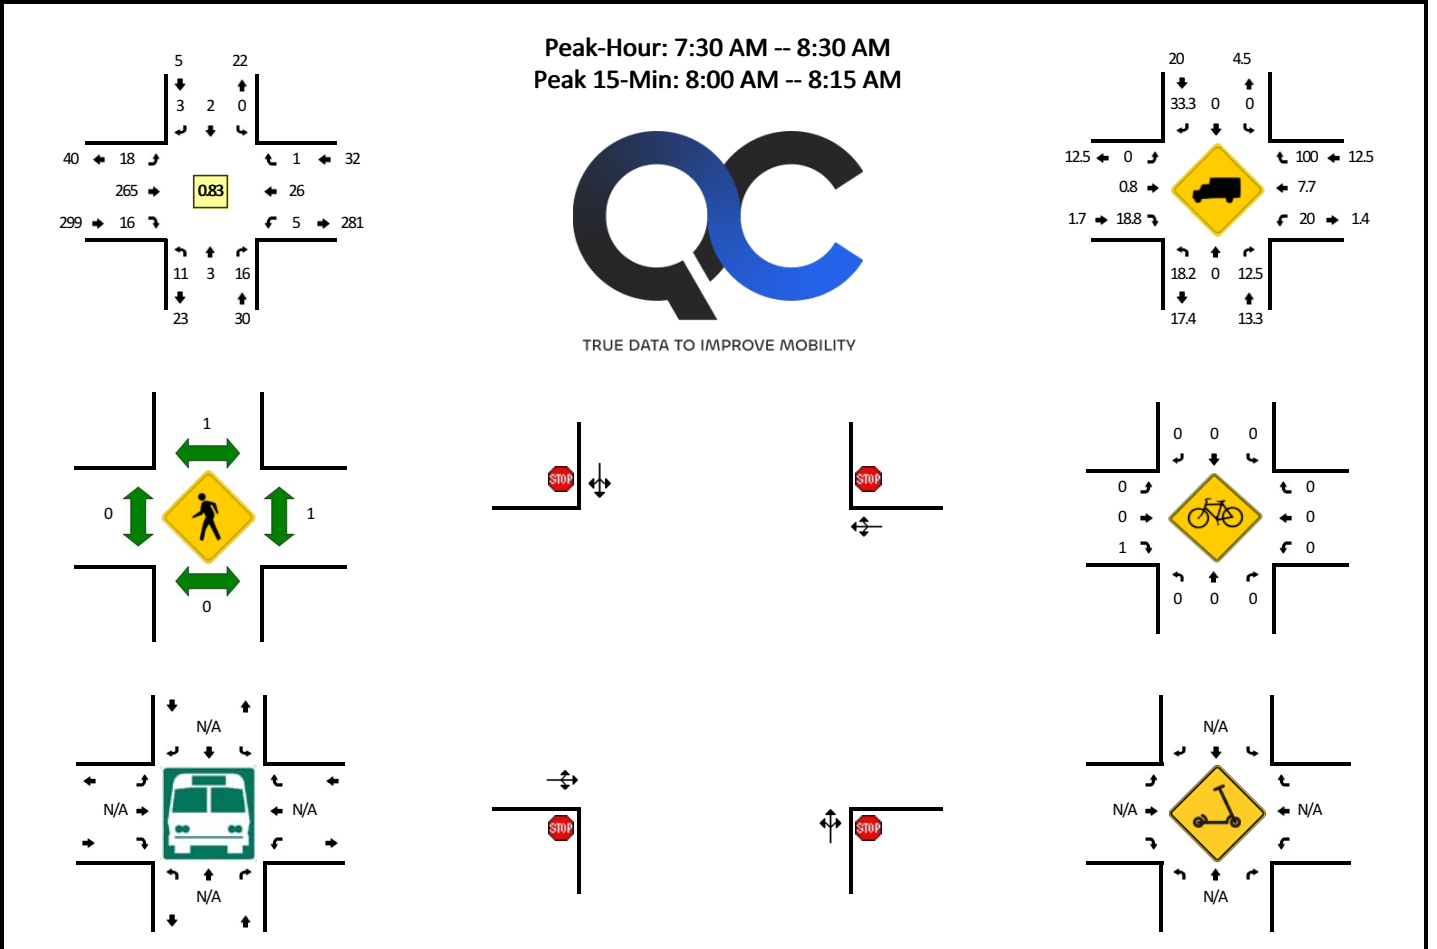 Peak-Hour: 7:30 AM -- 8:30 AM
Peak 15-Min: 8:00 AM -- 8:15 AM
5 22
3 2 0
40 18 1 32
265 0.83 26
299 16 5 281
11 3 16
23 30
QC
TRUE DATA TO IMPROVE MOBILITY
20 4.5
33.3 0 0
12.5 0 100 12.5
0.8 7.7
1.7 18.8 20 1.4
18.2 0 12.5
17.4 13.3
1
0 1
0
STOP STOP
STOP STOP
0 0 0
0 0
0 0
1 0
0 0 0
N/A
N/A N/A
N/A
N/A
N/A N/A
N/A